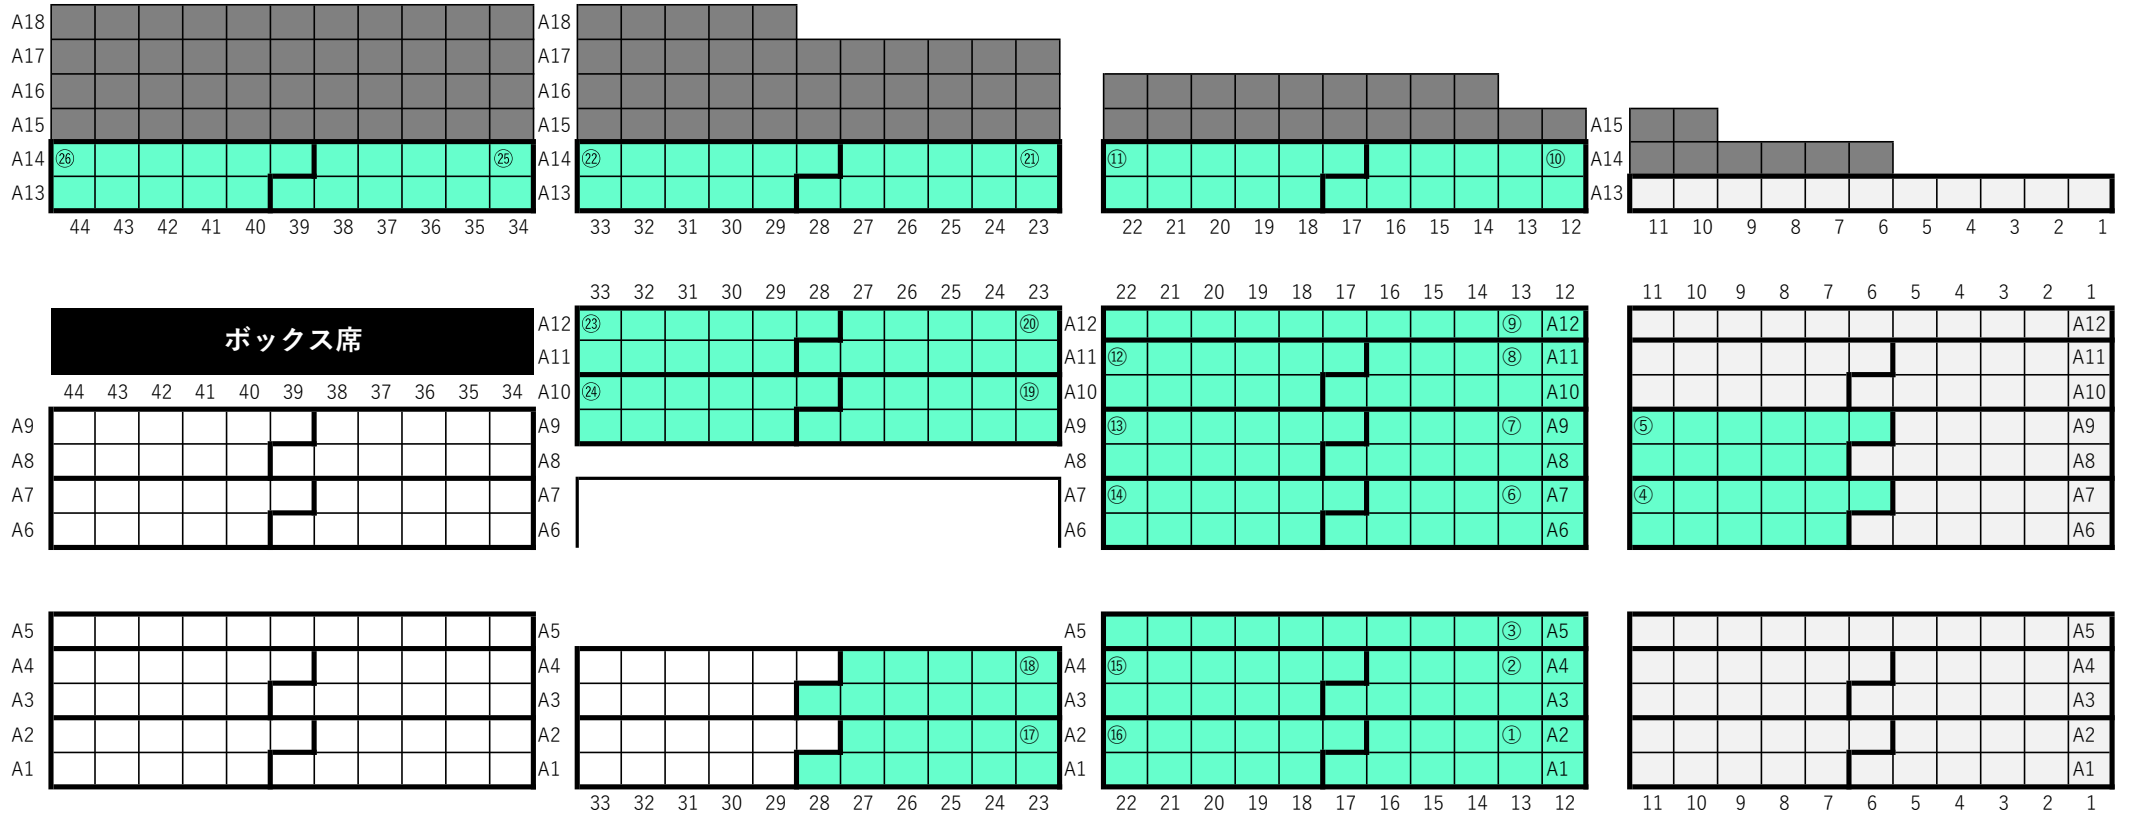 A18 A18
A17 A17
A16 A16
A15 A15 A15
A14 ㉖ ㉕ A14 ㉒ ㉑ ⑪ ⑩ A14
A13 A13 A13
44 43 42 41 40 39 38 37 36 35 34 33 32 31 30 29 28 27 26 25 24 23 22 21 20 19 18 17 16 15 14 13 12 11 10 9 8 7 6 5 4 3 2 1
33 32 31 30 29 28 27 26 25 24 23 22 21 20 19 18 17 16 15 14 13 12 11 10 9 8 7 6 5 4 3 2 1
ボックス席 A12 ㉓ ⑳ A12 ⑨ A12 A12
A11 A11 ⑫ ⑧ A11 A11
44 43 42 41 40 39 38 37 36 35 34 A10 ㉔ ⑲ A10 A10 A10
A9 A9 A9 ⑬ ⑦ A9 ⑤ A9
A8 A8 A8 A8 A8
A7 A7 A7 ⑭ ⑥ A7 ④ A7
A6 A6 A6 A6 A6
A5 A5 A5 ③ A5 A5
A4 A4 ⑱ A4 ⑮ ② A4 A4
A3 A3 A3 A3 A3
A2 A2 ⑰ A2 ⑯ ① A2 A2
A1 A1 A1 A1 A1
33 32 31 30 29 28 27 26 25 24 23 22 21 20 19 18 17 16 15 14 13 12 11 10 9 8 7 6 5 4 3 2 1